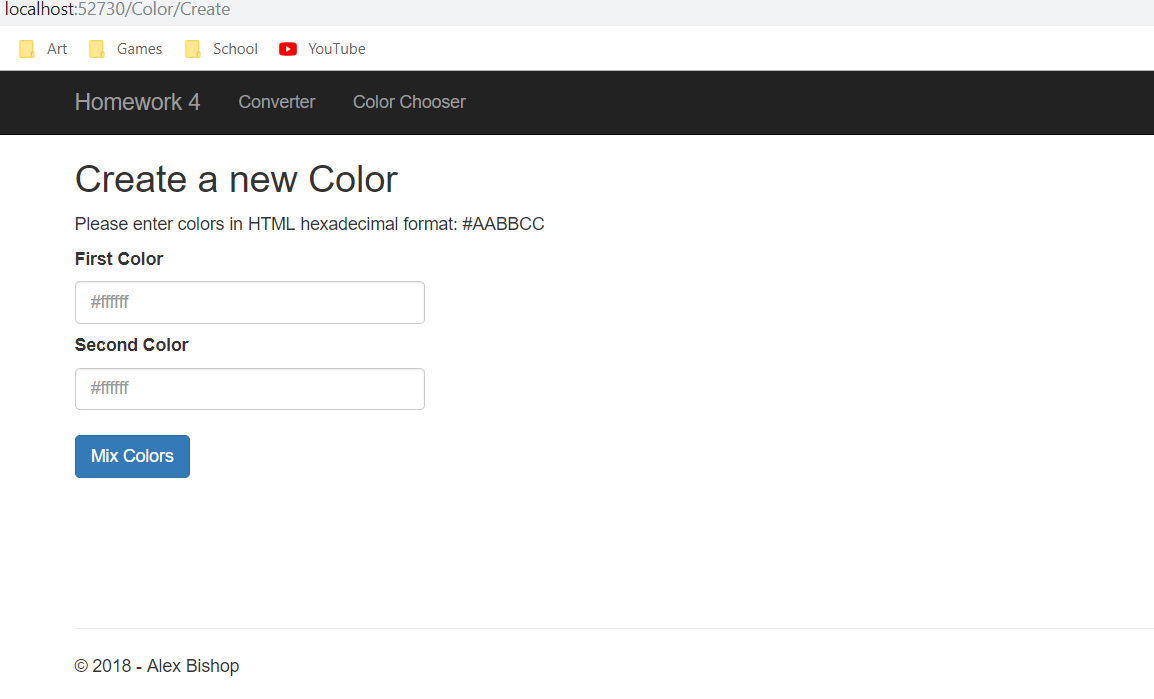 localhost:52730/Color/Create
Art Games School YouTube
Homework 4 Converter Color Chooser
Create a new Color
Please enter colors in HTML hexadecimal format: #AABBCC
First Color
#ffffff
Second Color
#ffffff
Mix Colors
© 2018 - Alex Bishop